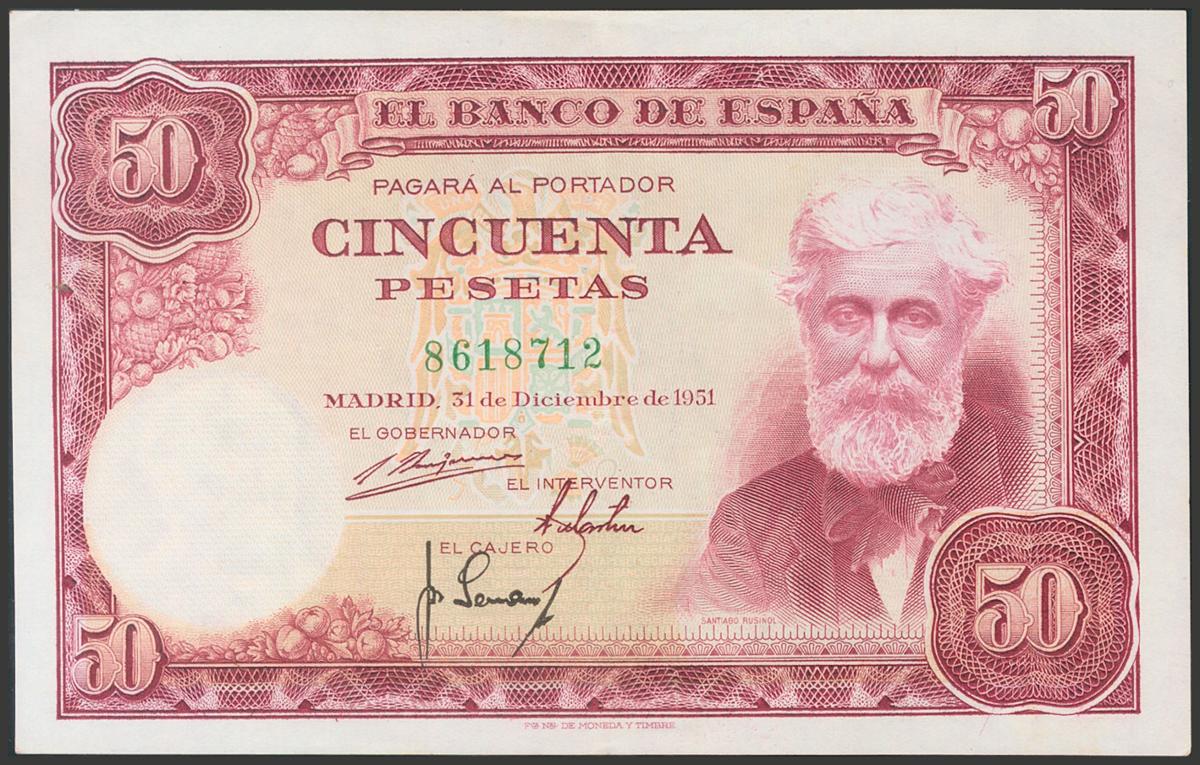 50
EL BANCO DE ESPAÑA
50
PAGARÁ AL PORTADOR
CINCUENTA
PESETAS
8618712
MADRID, 31 de Diciembre de 1951
EL GOBERNADOR
EL INTERVENTOR
EL CAJERO
SANTIAGO RUSIÑOL
50
50
Fca Nal DE MONEDA Y TIMBRE